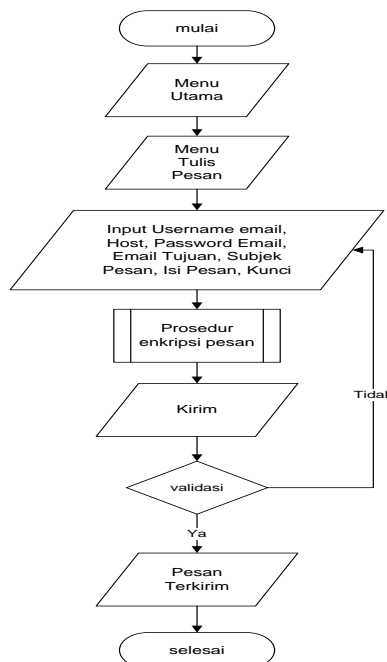 mulai
Menu
Utama
Menu
Tulis
Pesan
Input Username email,
Host, Password Email,
Email Tujuan, Subjek
Pesan, Isi Pesan, Kunci
Prosedur
enkripsi pesan
Kirim
Tidal
validasi
Ya
Pesan
Terkirim
selesai